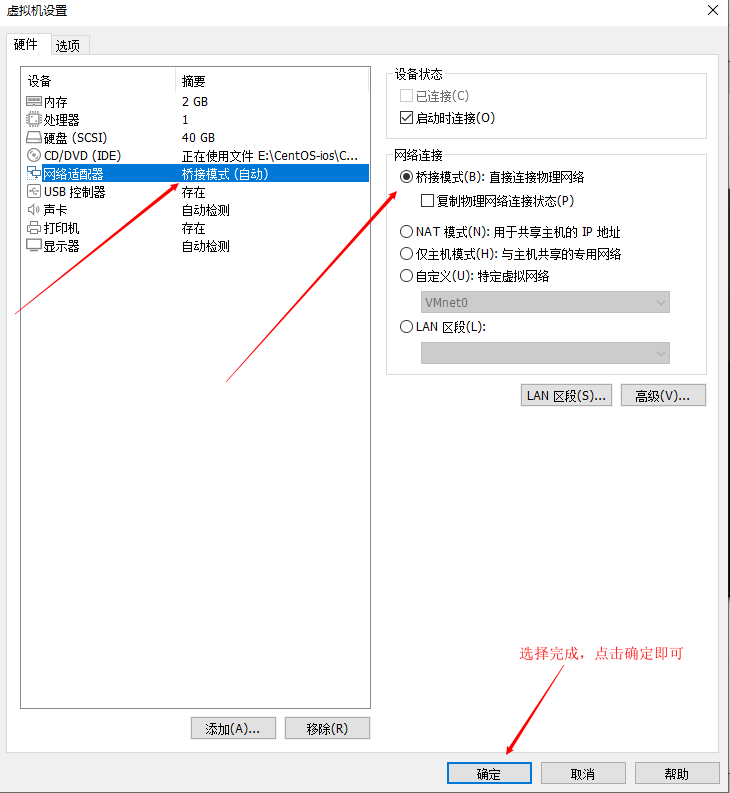 虚拟机设置
硬件 选项
设备 摘要
内存 2 GB
处理器 1
硬盘 (SCSI) 40 GB
CD/DVD (IDE) 正在使用文件 E:\CentOS-ios\C...
网络适配器 桥接模式 (自动)
USB 控制器 存在
声卡 自动检测
打印机 存在
显示器 自动检测
添加(A)... 移除(R)
设备状态
已连接(C)
启动时连接(O)
网络连接
桥接模式(B): 直接连接物理网络
复制物理网络连接状态(P)
NAT 模式(N): 用于共享主机的 IP 地址
仅主机模式(H): 与主机共享的专用网络
自定义(U): 特定虚拟网络
VMnet0
LAN 区段(L):
LAN 区段(S)... 高级(V)...
选择完成，点击确定即可
确定 取消 帮助